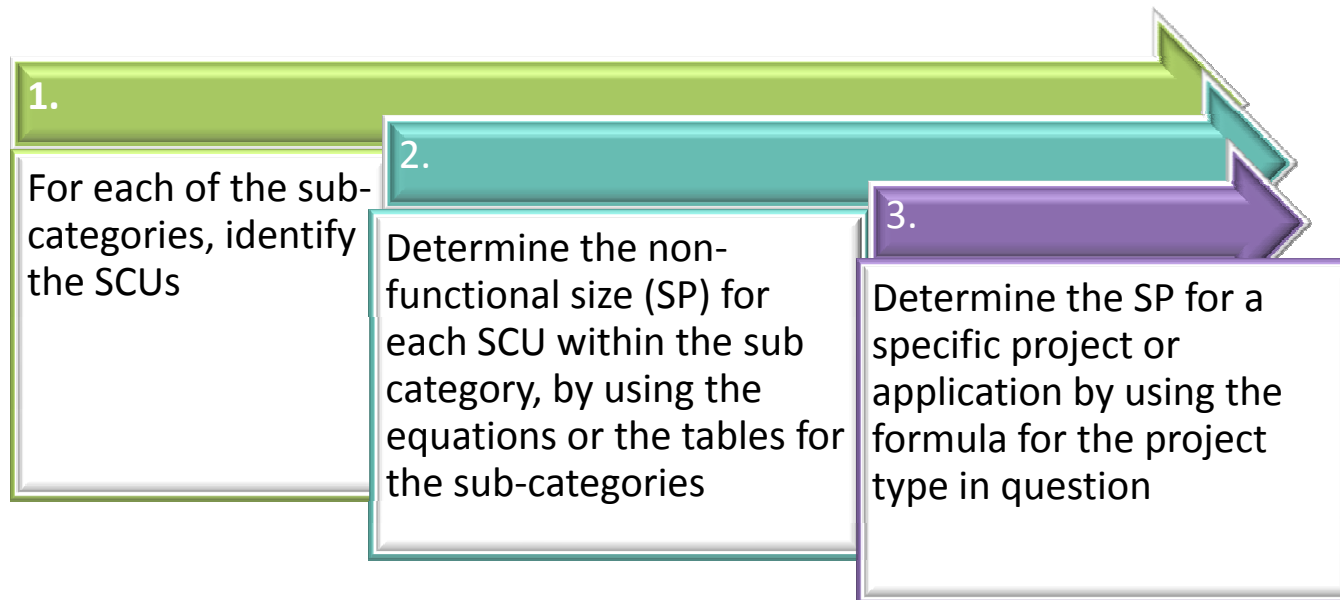 1.
For each of the sub-
categories, identify
the SCUs
2.
Determine the non-
functional size (SP) for
each SCU within the sub
category, by using the
equations or the tables for
the sub-categories
3.
Determine the SP for a
specific project or
application by using the
formula for the project
type in question